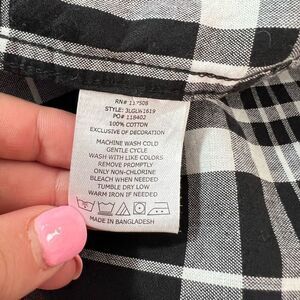 RN# 117508
STYLE: 3LGLW1619
PO# 118402
100% COTTON
EXCLUSIVE OF DECORATION
MACHINE WASH COLD
GENTLE CYCLE
WASH WITH LIKE COLORS
REMOVE PROMPTLY
ONLY NON-CHLORINE
BLEACH WHEN NEEDED
TUMBLE DRY LOW
WARM IRON IF NEEDED
MADE IN BANGLADESH